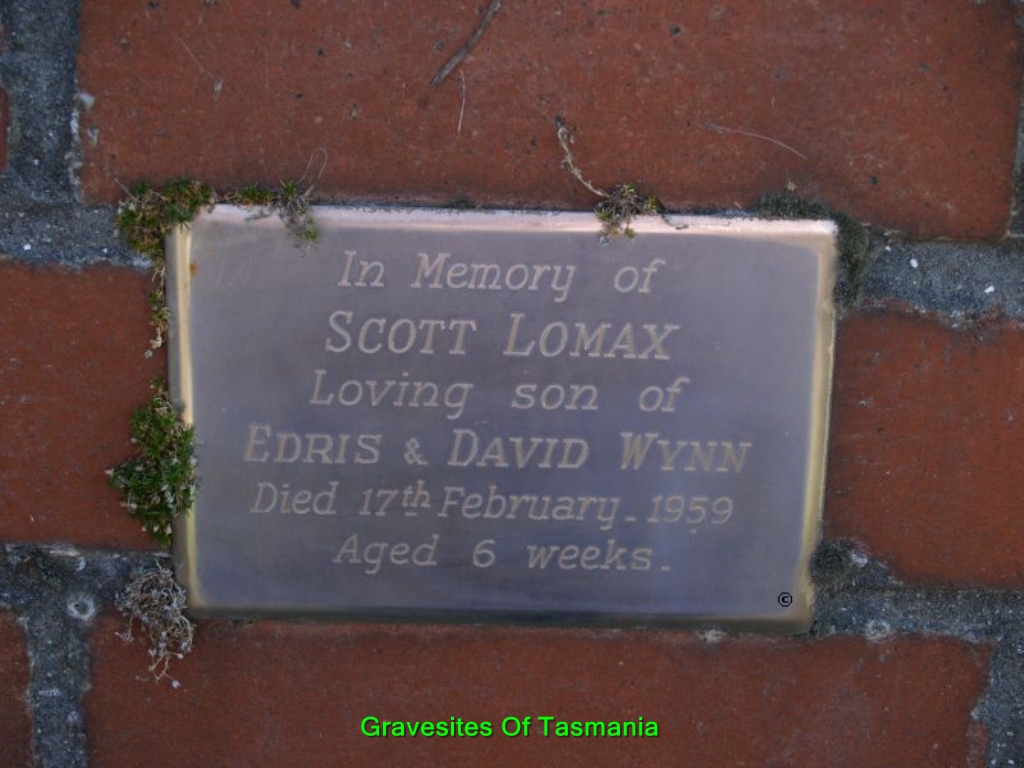 In Memory of
SCOTT LOMAX
Loving son of
EDRIS & DAVID WYNN
Died 17th February. 1959
Aged 6 weeks.
©
Gravesites Of Tasmania